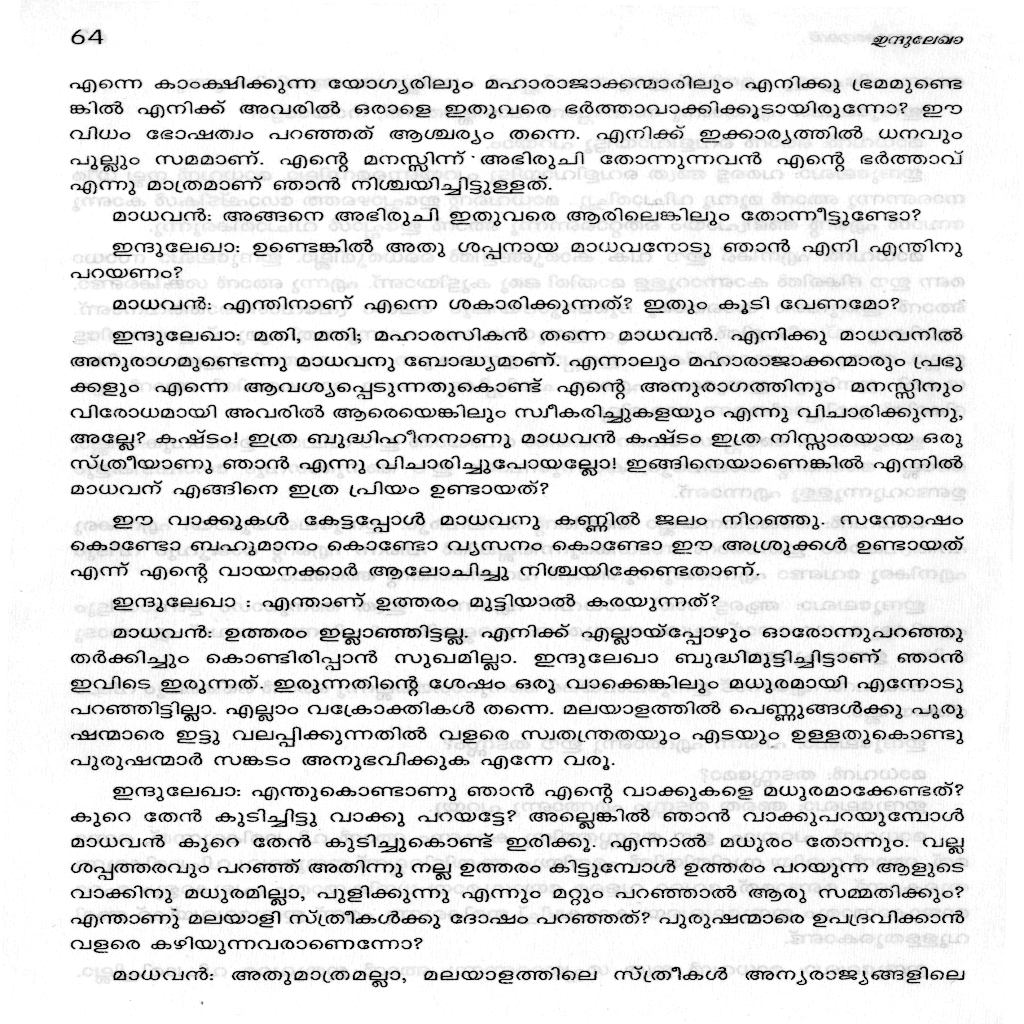 64 ഇന്ദുലേഖാ
എന്നെ കാംക്ഷിക്കുന്ന യോഗ്യരിലും മഹാരാജാക്കന്മാരിലും എനിക്കു ഭ്രമമുണ്ടെ
ങ്കിൽ എനിക്ക് അവരിൽ ഒരാളെ ഇതുവരെ ഭർത്താവാക്കിക്കൂടായിരുന്നോ? ഈ
വിധം ഭോഷത്വം പറഞ്ഞത് ആശ്ചര്യം തന്നെ. എനിക്ക് ഇക്കാര്യത്തിൽ ധനവും
പുല്ലും സമമാണ്. എന്റെ മനസ്സിന്ന് അഭിരുചി തോന്നുന്നവൻ എന്റെ ഭർത്താവ്
എന്നു മാത്രമാണ് ഞാൻ നിശ്ചയിച്ചിട്ടുള്ളത്.
മാധവൻ: അങ്ങനെ അഭിരുചി ഇതുവരെ ആരിലെങ്കിലും തോന്നീട്ടുണ്ടോ?
ഇന്ദുലേഖാ: ഉണ്ടെങ്കിൽ അതു ശപ്പനായ മാധവനോടു ഞാൻ എനി എന്തിനു
പറയണം?
മാധവൻ: എന്തിനാണ് എന്നെ ശകാരിക്കുന്നത്? ഇതും കൂടി വേണമോ?
ഇന്ദുലേഖാ: മതി, മതി; മഹാരസികൻ തന്നെ മാധവൻ. എനിക്കു മാധവനിൽ
അനുരാഗമുണ്ടെന്നു മാധവനു ബോദ്ധ്യമാണ്. എന്നാലും മഹാരാജാക്കന്മാരും പ്രഭു
ക്കളും എന്നെ ആവശ്യപ്പെടുന്നതുകൊണ്ട് എന്റെ അനുരാഗത്തിനും മനസ്സിനും
വിരോധമായി അവരിൽ ആരെയെങ്കിലും സ്വീകരിച്ചുകളയും എന്നു വിചാരിക്കുന്നു,
അല്ലേ? കഷ്ടം! ഇത്ര ബുദ്ധിഹീനനാണു മാധവൻ കഷ്ടം ഇത്ര നിസ്സാരയായ ഒരു
സ്ത്രീയാണു ഞാൻ എന്നു വിചാരിച്ചുപോയല്ലോ! ഇങ്ങിനെയാണെങ്കിൽ എന്നിൽ
മാധവന് എങ്ങിനെ ഇത്ര പ്രിയം ഉണ്ടായത്?
ഈ വാക്കുകൾ കേട്ടപ്പോൾ മാധവനു കണ്ണിൽ ജലം നിറഞ്ഞു. സന്തോഷം
കൊണ്ടോ ബഹുമാനം കൊണ്ടോ വ്യസനം കൊണ്ടോ ഈ അശ്രുക്കൾ ഉണ്ടായത്
എന്ന് എന്റെ വായനക്കാർ ആലോചിച്ചു നിശ്ചയിക്കേണ്ടതാണ്.
ഇന്ദുലേഖാ : എന്താണ് ഉത്തരം മുട്ടിയാൽ കരയുന്നത്?
മാധവൻ: ഉത്തരം ഇല്ലാഞ്ഞിട്ടല്ല. എനിക്ക് എല്ലായ്പ്പോഴും ഓരോന്നുപറഞ്ഞു
തർക്കിച്ചും കൊണ്ടിരിപ്പാൻ സുഖമില്ലാ. ഇന്ദുലേഖാ ബുദ്ധിമുട്ടിച്ചിട്ടാണ് ഞാൻ
ഇവിടെ ഇരുന്നത്. ഇരുന്നതിന്റെ ശേഷം ഒരു വാക്കെങ്കിലും മധുരമായി എന്നോടു
പറഞ്ഞിട്ടില്ലാ. എല്ലാം വക്രോക്തികൾ തന്നെ. മലയാളത്തിൽ പെണ്ണുങ്ങൾക്കു പുരു
ഷന്മാരെ ഇട്ടു വലപ്പിക്കുന്നതിൽ വളരെ സ്വതന്ത്രതയും എടയും ഉള്ളതുകൊണ്ടു
പുരുഷന്മാർ സങ്കടം അനുഭവിക്കുക എന്നേ വരൂ.
ഇന്ദുലേഖാ: എന്തുകൊണ്ടാണു ഞാൻ എന്റെ വാക്കുകളെ മധുരമാക്കേണ്ടത്?
കുറെ തേൻ കുടിച്ചിട്ടു വാക്കു പറയട്ടേ? അല്ലെങ്കിൽ ഞാൻ വാക്കുപറയുമ്പോൾ
മാധവൻ കുറെ തേൻ കുടിച്ചുകൊണ്ട് ഇരിക്കൂ. എന്നാൽ മധുരം തോന്നും. വല്ല
ശപ്പത്തരവും പറഞ്ഞ് അതിന്നു നല്ല ഉത്തരം കിട്ടുമ്പോൾ ഉത്തരം പറയുന്ന ആളുടെ
വാക്കിനു മധുരമില്ലാ, പുളിക്കുന്നു എന്നും മറ്റും പറഞ്ഞാൽ ആരു സമ്മതിക്കും?
എന്താണു മലയാളി സ്ത്രീകൾക്കു ദോഷം പറഞ്ഞത്? പുരുഷന്മാരെ ഉപദ്രവിക്കാൻ
വളരെ കഴിയുന്നവരാണെന്നോ?
മാധവൻ: അതുമാത്രമല്ലാ, മലയാളത്തിലെ സ്ത്രീകൾ അന്യരാജ്യങ്ങളിലെ